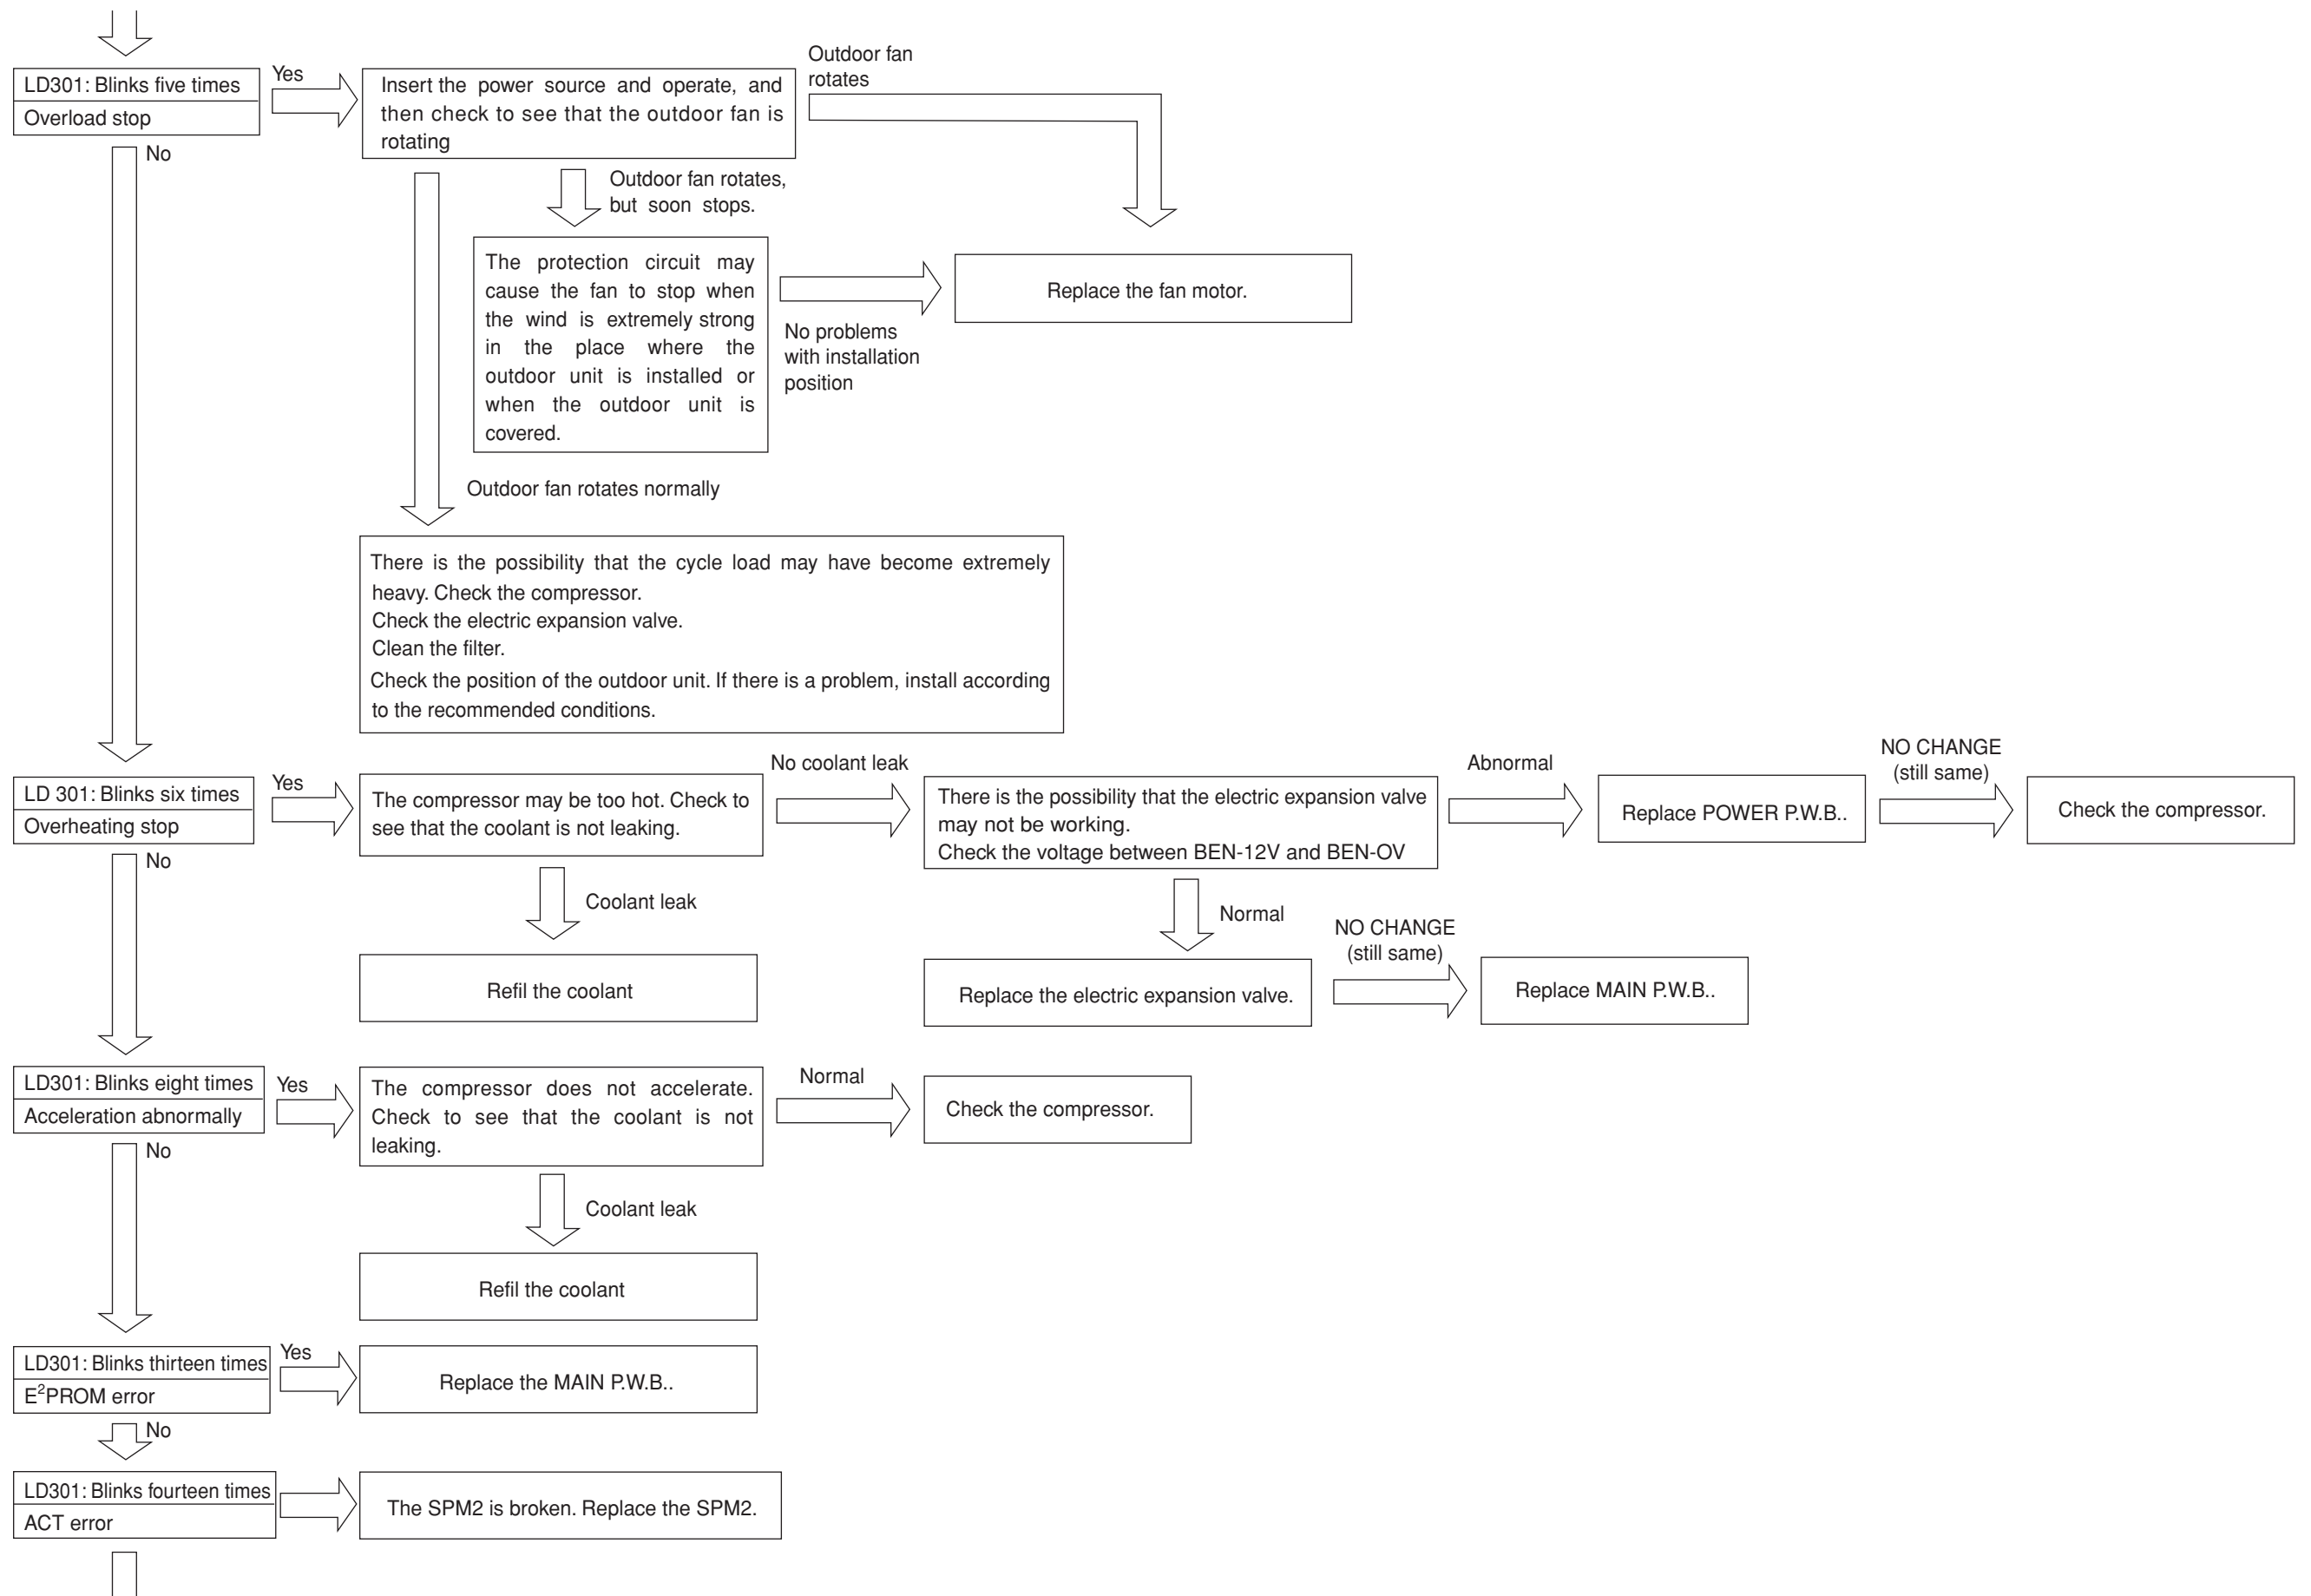 LD301: Blinks five times
Overload stop
Yes
Insert the power source and operate, and
then check to see that the outdoor fan is
rotating
Outdoor fan
rotates
No
Outdoor fan rotates,
but soon stops.
The protection circuit may
cause the fan to stop when
the wind is extremely strong
in the place where the
outdoor unit is installed or
when the outdoor unit is
covered.
No problems
with installation
position
Replace the fan motor.
Outdoor fan rotates normally
There is the possibility that the cycle load may have become extremely
heavy. Check the compressor.
Check the electric expansion valve.
Clean the filter.
Check the position of the outdoor unit. If there is a problem, install according
to the recommended conditions.
LD 301: Blinks six times
Overheating stop
Yes
The compressor may be too hot. Check to
see that the coolant is not leaking.
No coolant leak
There is the possibility that the electric expansion valve
may not be working.
Check the voltage between BEN-12V and BEN-OV
Abnormal
Replace POWER P.W.B..
NO CHANGE
(still same)
Check the compressor.
No
Coolant leak
Refil the coolant
Normal
Replace the electric expansion valve.
NO CHANGE
(still same)
Replace MAIN P.W.B..
LD301: Blinks eight times
Acceleration abnormally
Yes
The compressor does not accelerate.
Check to see that the coolant is not
leaking.
Normal
Check the compressor.
No
Coolant leak
Refil the coolant
LD301: Blinks thirteen times
E²PROM error
Yes
Replace the MAIN P.W.B..
No
LD301: Blinks fourteen times
ACT error
The SPM2 is broken. Replace the SPM2.